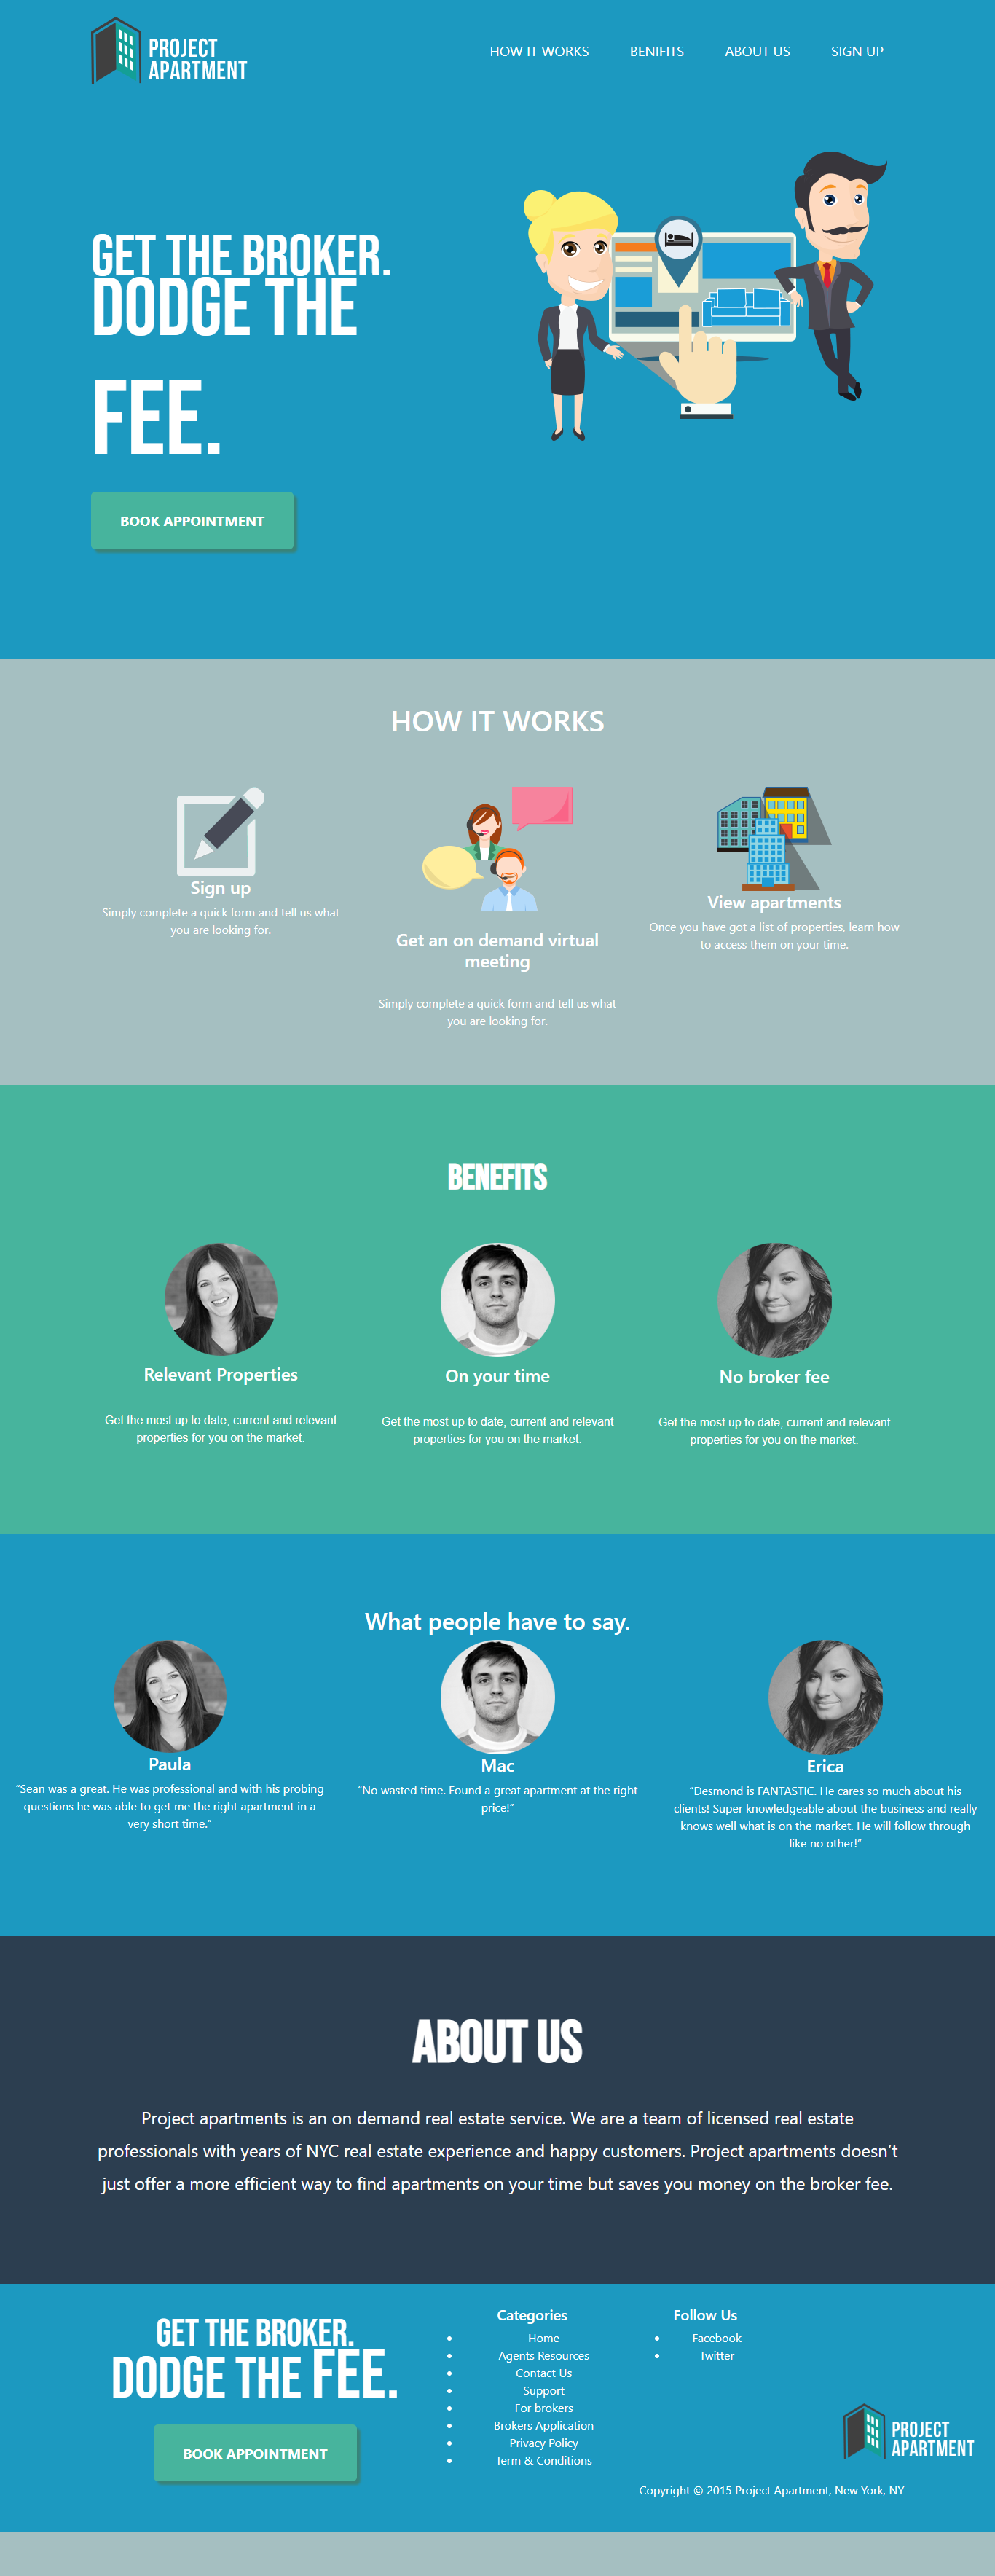 PROJECT
APARTMENT
HOW IT WORKS
BENIFITS
ABOUT US
SIGN UP
GET THE BROKER.
DODGE THE
FEE.
BOOK APPOINTMENT
HOW IT WORKS
Sign up
Simply complete a quick form and tell us what
you are looking for.
Get an on demand virtual
meeting
Simply complete a quick form and tell us what
you are looking for.
View apartments
Once you have got a list of properties, learn how
to access them on your time.
BENEFITS
Relevant Properties
Get the most up to date, current and relevant
properties for you on the market.
On your time
Get the most up to date, current and relevant
properties for you on the market.
No broker fee
Get the most up to date, current and relevant
properties for you on the market.
What people have to say.
Paula
“Sean was a great. He was professional and with his probing
questions he was able to get me the right apartment in a
very short time.”
Mac
“No wasted time. Found a great apartment at the right
price!”
Erica
“Desmond is FANTASTIC. He cares so much about his
clients! Super knowledgeable about the business and really
knows well what is on the market. He will follow through
like no other!”
ABOUT US
Project apartments is an on demand real estate service. We are a team of licensed real estate
professionals with years of NYC real estate experience and happy customers. Project apartments doesn’t
just offer a more efficient way to find apartments on your time but saves you money on the broker fee.
GET THE BROKER.
DODGE THE FEE.
BOOK APPOINTMENT
Categories
• Home
• Agents Resources
• Contact Us
• Support
• For brokers
• Brokers Application
• Privacy Policy
• Term & Conditions
Follow Us
• Facebook
• Twitter
PROJECT
APARTMENT
Copyright © 2015 Project Apartment, New York, NY